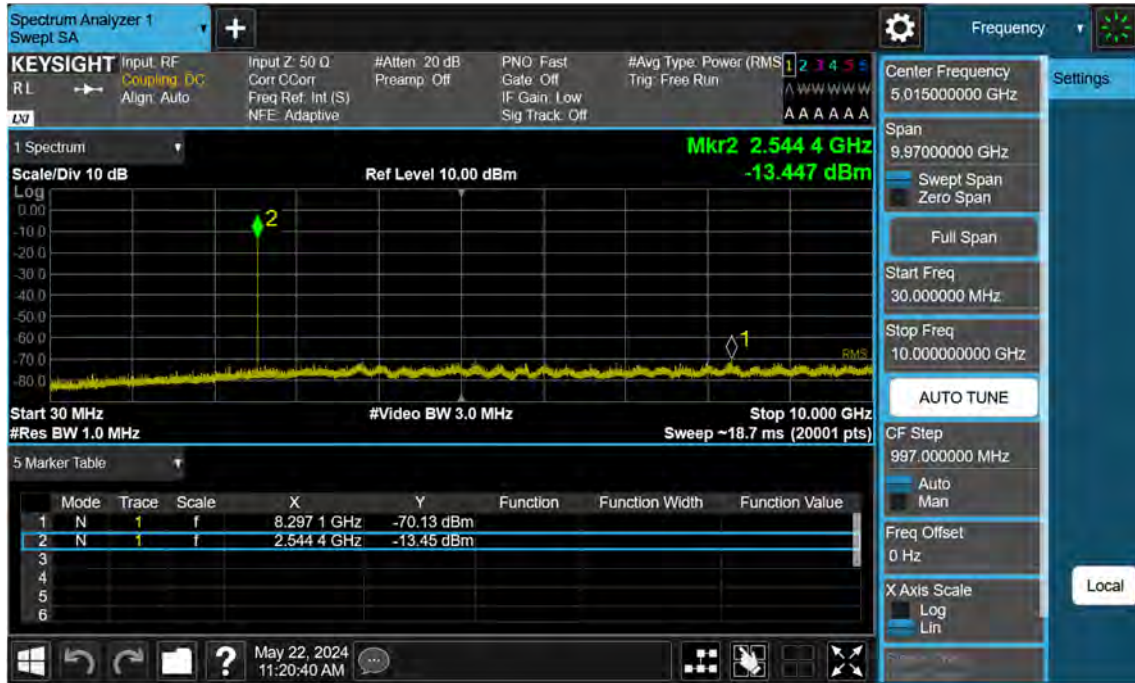 Spectrum Analyzer 1
Swept SA
+
Frequency
KEYSIGHT
RL
LXI
Input: RF
Coupling: DC
Align: Auto
Input Z: 50 Ω
Corr CCorr
Freq Ref: Int (S)
NFE: Adaptive
#Atten: 20 dB
Preamp: Off
PNO: Fast
Gate: Off
IF Gain: Low
Sig Track: Off
#Avg Type: Power (RMS
Trig: Free Run
1 2 3 4 5 6
A W W W W W
A A A A A A
1 Spectrum
Scale/Div 10 dB
Ref Level 10.00 dBm
Mkr2 2.544 4 GHz
-13.447 dBm
Log
0.00
-10.0
-20.0
-30.0
-40.0
-50.0
-60.0
-70.0
-80.0
2
1
RMS
Start 30 MHz
#Video BW 3.0 MHz
Stop 10.000 GHz
#Res BW 1.0 MHz
Sweep ~18.7 ms (20001 pts)
5 Marker Table
Mode Trace Scale X Y Function Function Width Function Value
1 N 1 f 8.297 1 GHz -70.13 dBm
2 N 1 f 2.544 4 GHz -13.45 dBm
3
4
5
6
?
May 22, 2024
11:20:40 AM
Center Frequency
5.015000000 GHz
Span
9.97000000 GHz
Swept Span
Zero Span
Full Span
Start Freq
30.000000 MHz
Stop Freq
10.000000000 GHz
AUTO TUNE
CF Step
997.000000 MHz
Auto
Man
Freq Offset
0 Hz
X Axis Scale
Log
Lin
Settings
Local